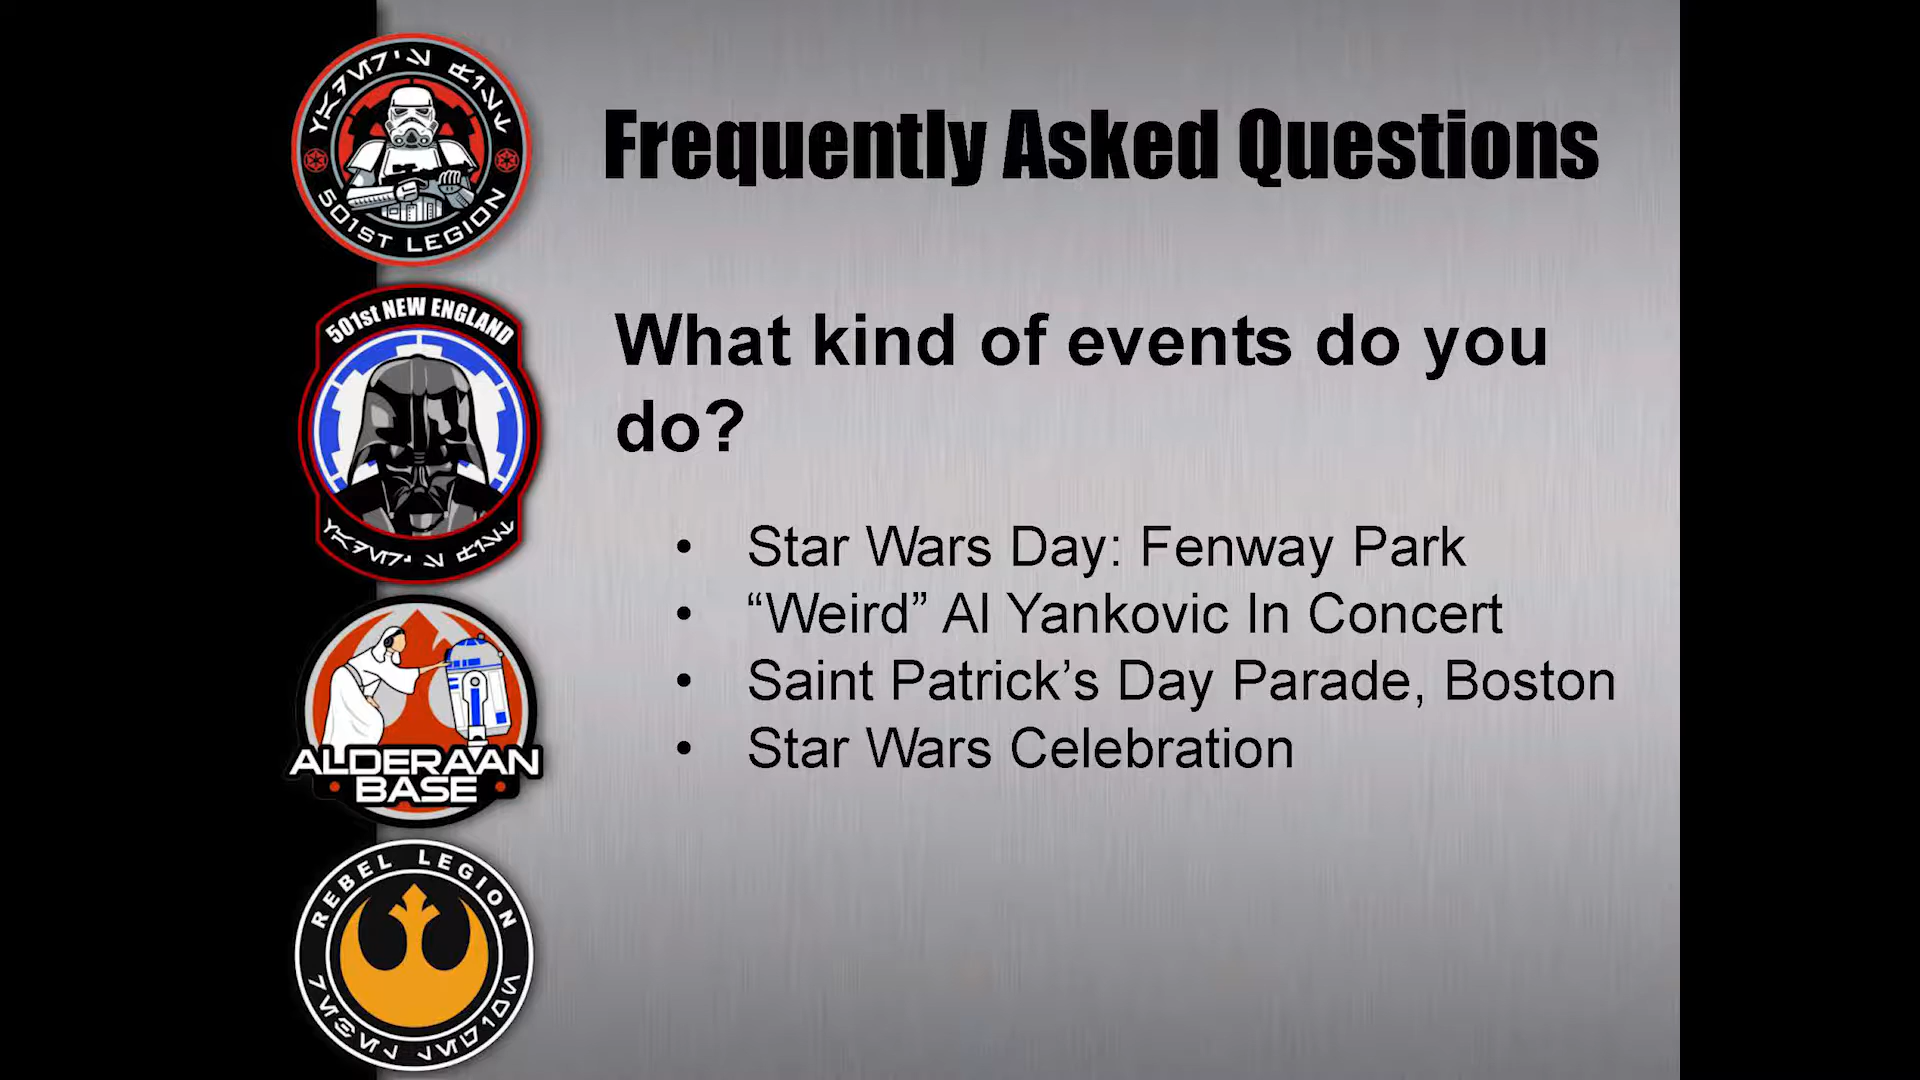 Frequently Asked Questions
What kind of events do you
do?
• Star Wars Day: Fenway Park
• “Weird” Al Yankovic In Concert
• Saint Patrick’s Day Parade, Boston
• Star Wars Celebration
501ST LEGION
501st NEW ENGLAND
ALDERAAN
BASE
REBEL LEGION